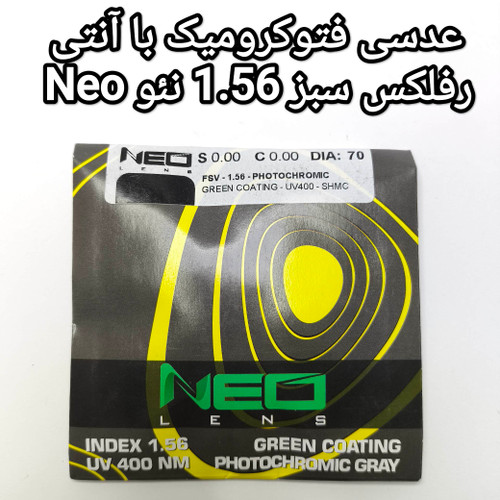 عدسی فتوکرومیک با آنتی
رفلکس سبز 1.56 نئو Neo
NEO S 0.00 C 0.00 DIA: 70
LENS
FSV - 1.56 - PHOTOCHROMIC
GREEN COATING - UV400 - SHMC
NEO
LENS
INDEX 1.56 GREEN COATING
UV 400 NM PHOTOCHROMIC GRAY